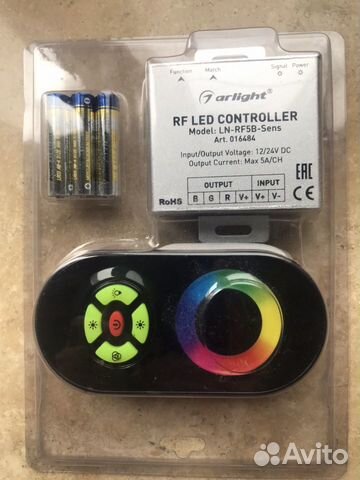 Function Match Signal Power
arlight®
RF LED CONTROLLER
Model: LN-RF5B-Sens
Art. 016484
Input/Output Voltage: 12/24V DC
Output Current: Max 5A/CH
EAC
CE
RoHS
OUTPUT INPUT
B G R V+ V+ V-
Avito